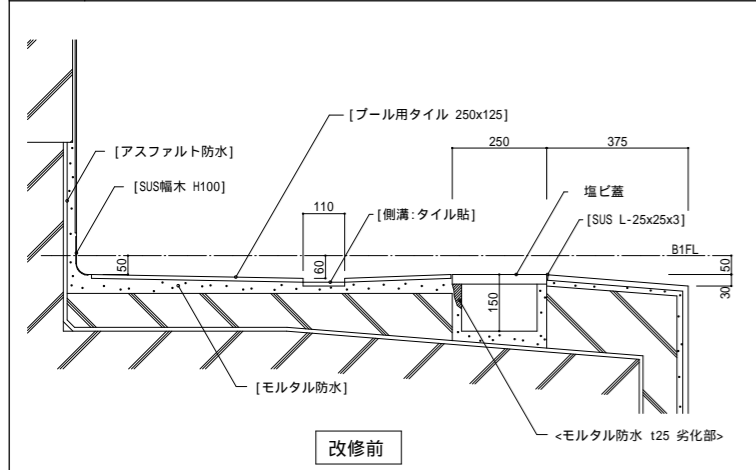 [プール用タイル 250x125]
[アスファルト防水]
250
375
[SUS幅木 H100]
110
[側溝:タイル貼]
塩ビ蓋
[SUS L-25x25x3]
B1FL
50
60
50
30
150
[モルタル防水]
<モルタル防水 t25 劣化部>
改修前